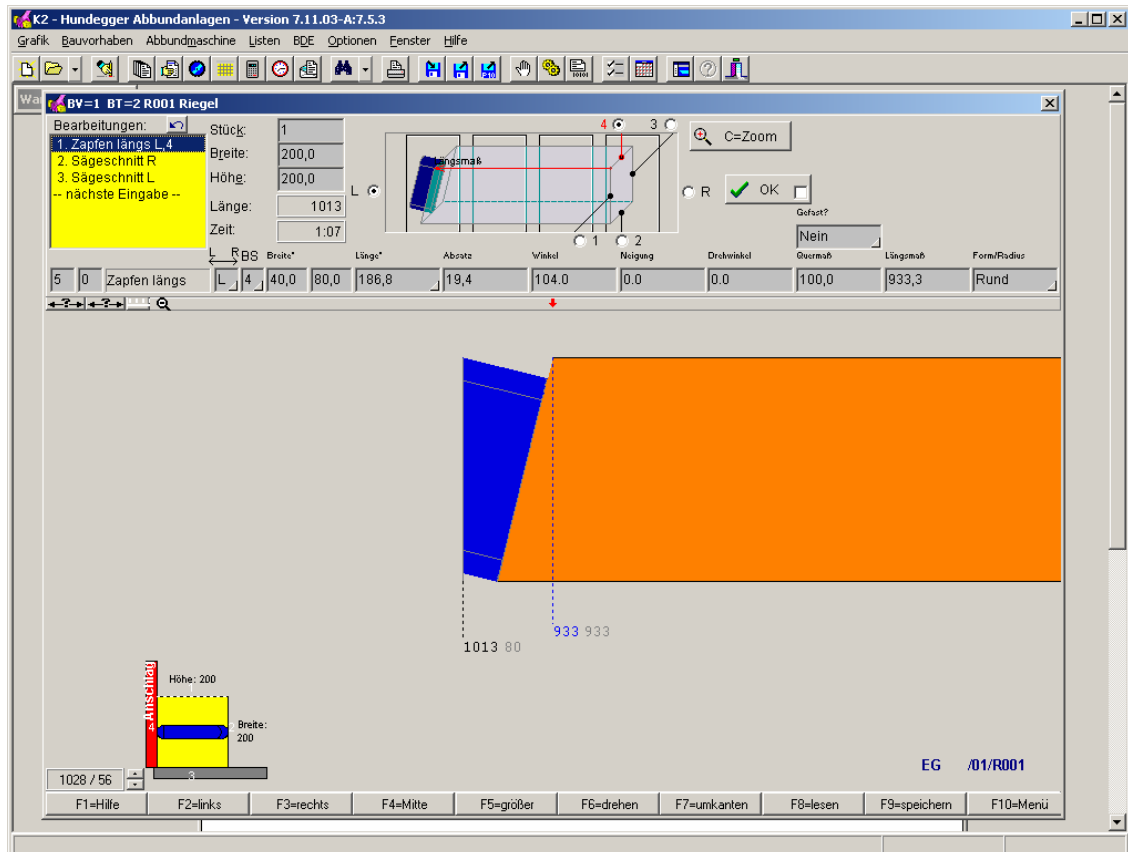 K2 - Hundegger Abbundanlagen - Version 7.11.03-A:7.5.3
Grafik Bauvorhaben Abbundmaschine Listen BDE Optionen Fenster Hilfe
BV=1 BT=2 R001 Riegel
Bearbeitungen:
1. Zapfen längs L,4
2. Sägeschnitt R
3. Sägeschnitt L
-- nächste Eingabe --
Stück: 1
Breite: 200,0
Höhe: 200,0
Länge: 1013
Zeit: 1:07
L
Längsmaß
4 3
1 2
R
C=Zoom
OK
Gefast?
Nein
L R BS Breite* Länge* Absatz Winkel Neigung Drehwinkel Quermaß Längsmaß Form/Radius
5 0 Zapfen längs L 4 40,0 80,0 186,8 19,4 104.0 0.0 0.0 100,0 933,3 Rund
933 933
1013 80
Anschlag
Höhe: 200
1
4 2
Breite:
200
3
EG /01/R001
1028 / 56
F1=Hilfe F2=links F3=rechts F4=Mitte F5=größer F6=drehen F7=umkanten F8=lesen F9=speichern F10=Menü